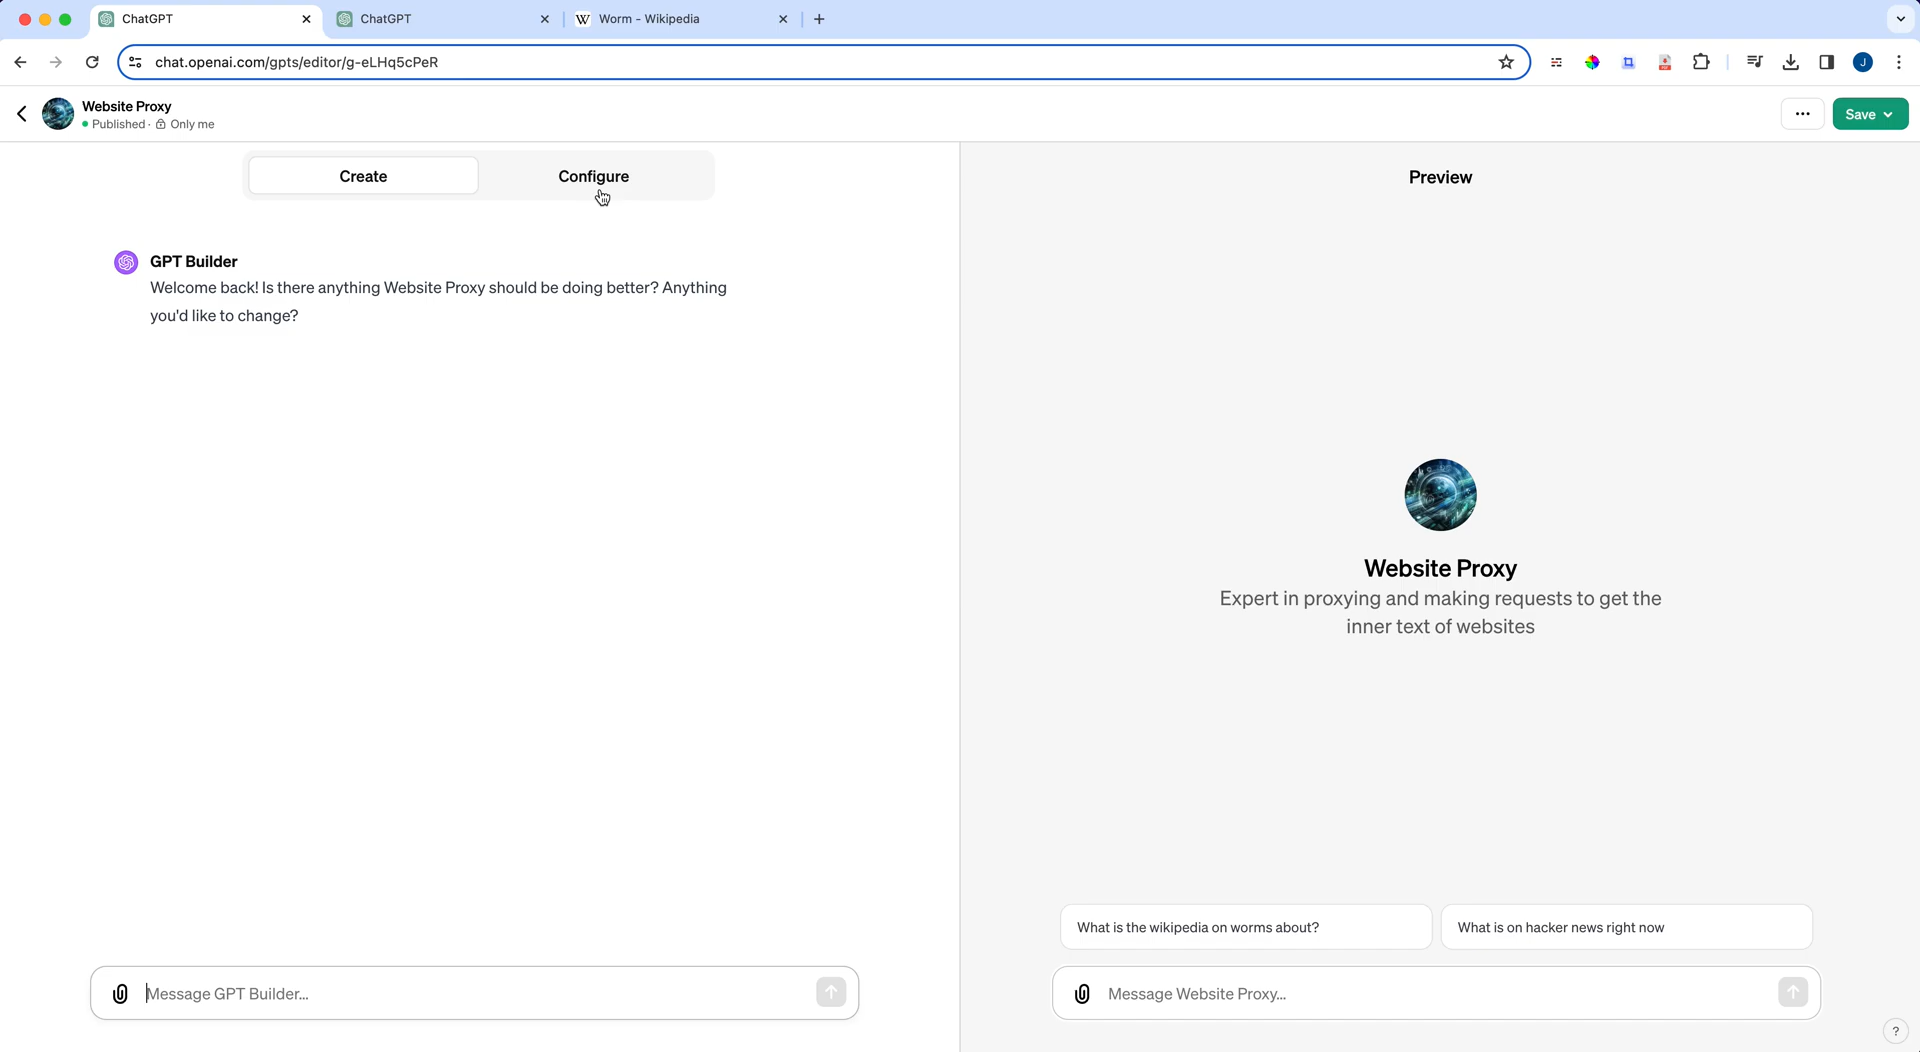 ChatGPT
ChatGPT
W Worm - Wikipedia
chat.openai.com/gpts/editor/g-eLHq5cPeR
J
Website Proxy
Published · Only me
Save
Create
Configure
Preview
GPT Builder
Welcome back! Is there anything Website Proxy should be doing better? Anything
you'd like to change?
Website Proxy
Expert in proxying and making requests to get the
inner text of websites
What is the wikipedia on worms about?
What is on hacker news right now
Message GPT Builder…
Message Website Proxy…
?